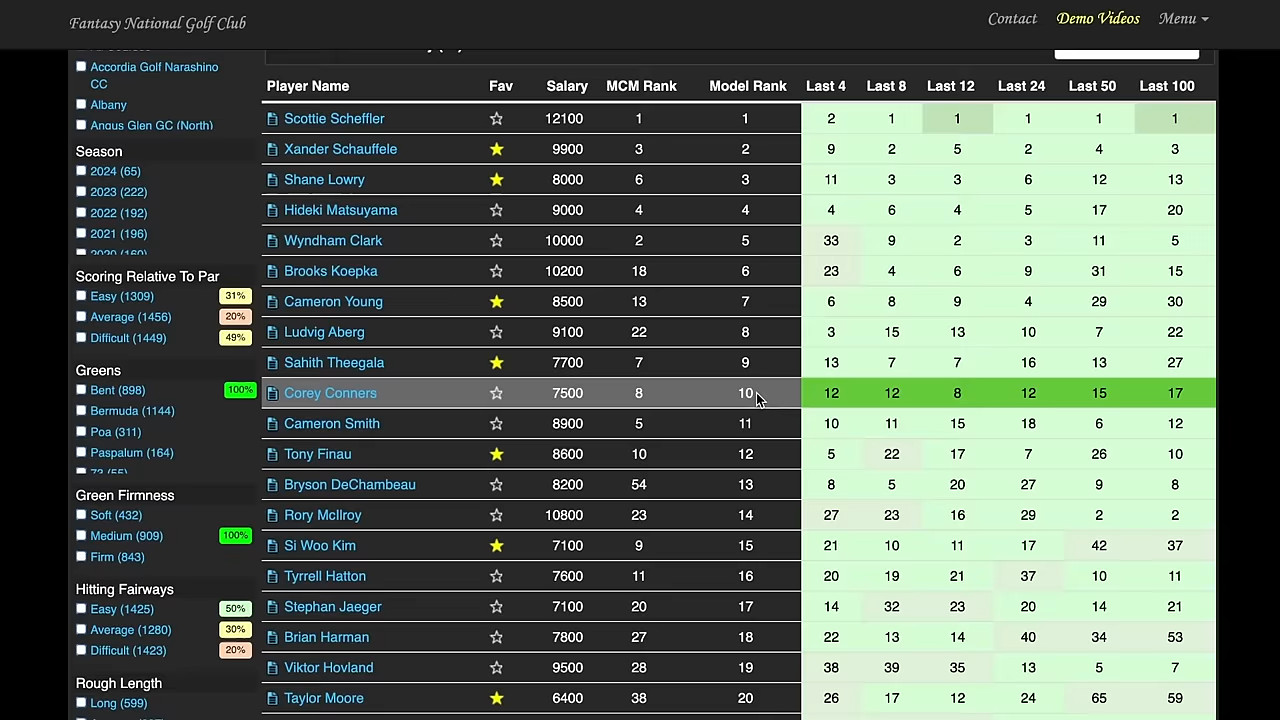 Fantasy National Golf Club
Contact Demo Videos Menu
Accordia Golf Narashino
CC
Albany
Angus Glen GC (North)
Season
2024 (65)
2023 (222)
2022 (192)
2021 (196)
Scoring Relative To Par
Easy (1309) 31%
Average (1456) 20%
Difficult (1449) 49%
Greens
Bent (898) 100%
Bermuda (1144)
Poa (311)
Paspalum (164)
Green Firmness
Soft (432)
Medium (909) 100%
Firm (843)
Hitting Fairways
Easy (1425) 50%
Average (1280) 30%
Difficult (1423) 20%
Rough Length
Long (599)
Player Name Fav Salary MCM Rank Model Rank Last 4 Last 8 Last 12 Last 24 Last 50 Last 100
Scottie Scheffler 12100 1 1 2 1 1 1 1 1
Xander Schauffele 9900 3 2 9 2 5 2 4 3
Shane Lowry 8000 6 3 11 3 3 6 12 13
Hideki Matsuyama 9000 4 4 4 6 4 5 17 20
Wyndham Clark 10000 2 5 33 9 2 3 11 5
Brooks Koepka 10200 18 6 23 4 6 9 31 15
Cameron Young 8500 13 7 6 8 9 4 29 30
Ludvig Aberg 9100 22 8 3 15 13 10 7 22
Sahith Theegala 7700 7 9 13 7 7 16 13 27
Corey Conners 7500 8 10 12 12 8 12 15 17
Cameron Smith 8900 5 11 10 11 15 18 6 12
Tony Finau 8600 10 12 5 22 17 7 26 10
Bryson DeChambeau 8200 54 13 8 5 20 27 9 8
Rory McIlroy 10800 23 14 27 23 16 29 2 2
Si Woo Kim 7100 9 15 21 10 11 17 42 37
Tyrrell Hatton 7600 11 16 20 19 21 37 10 11
Stephan Jaeger 7100 20 17 14 32 23 20 14 21
Brian Harman 7800 27 18 22 13 14 40 34 53
Viktor Hovland 9500 28 19 38 39 35 13 5 7
Taylor Moore 6400 38 20 26 17 12 24 65 59